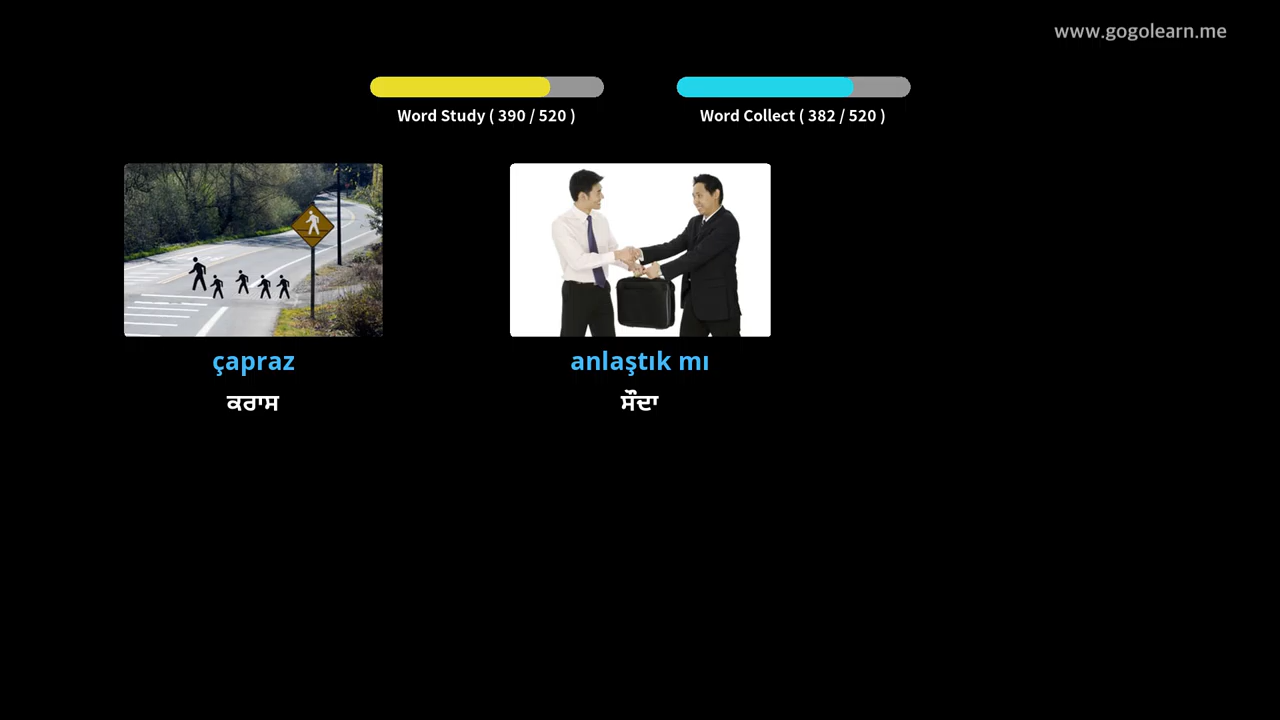 www.gogolearn.me
Word Study ( 390 / 520 )
Word Collect ( 382 / 520 )
çapraz
anlaştık mı
ਕਰਾਸ
ਸੌਦਾ